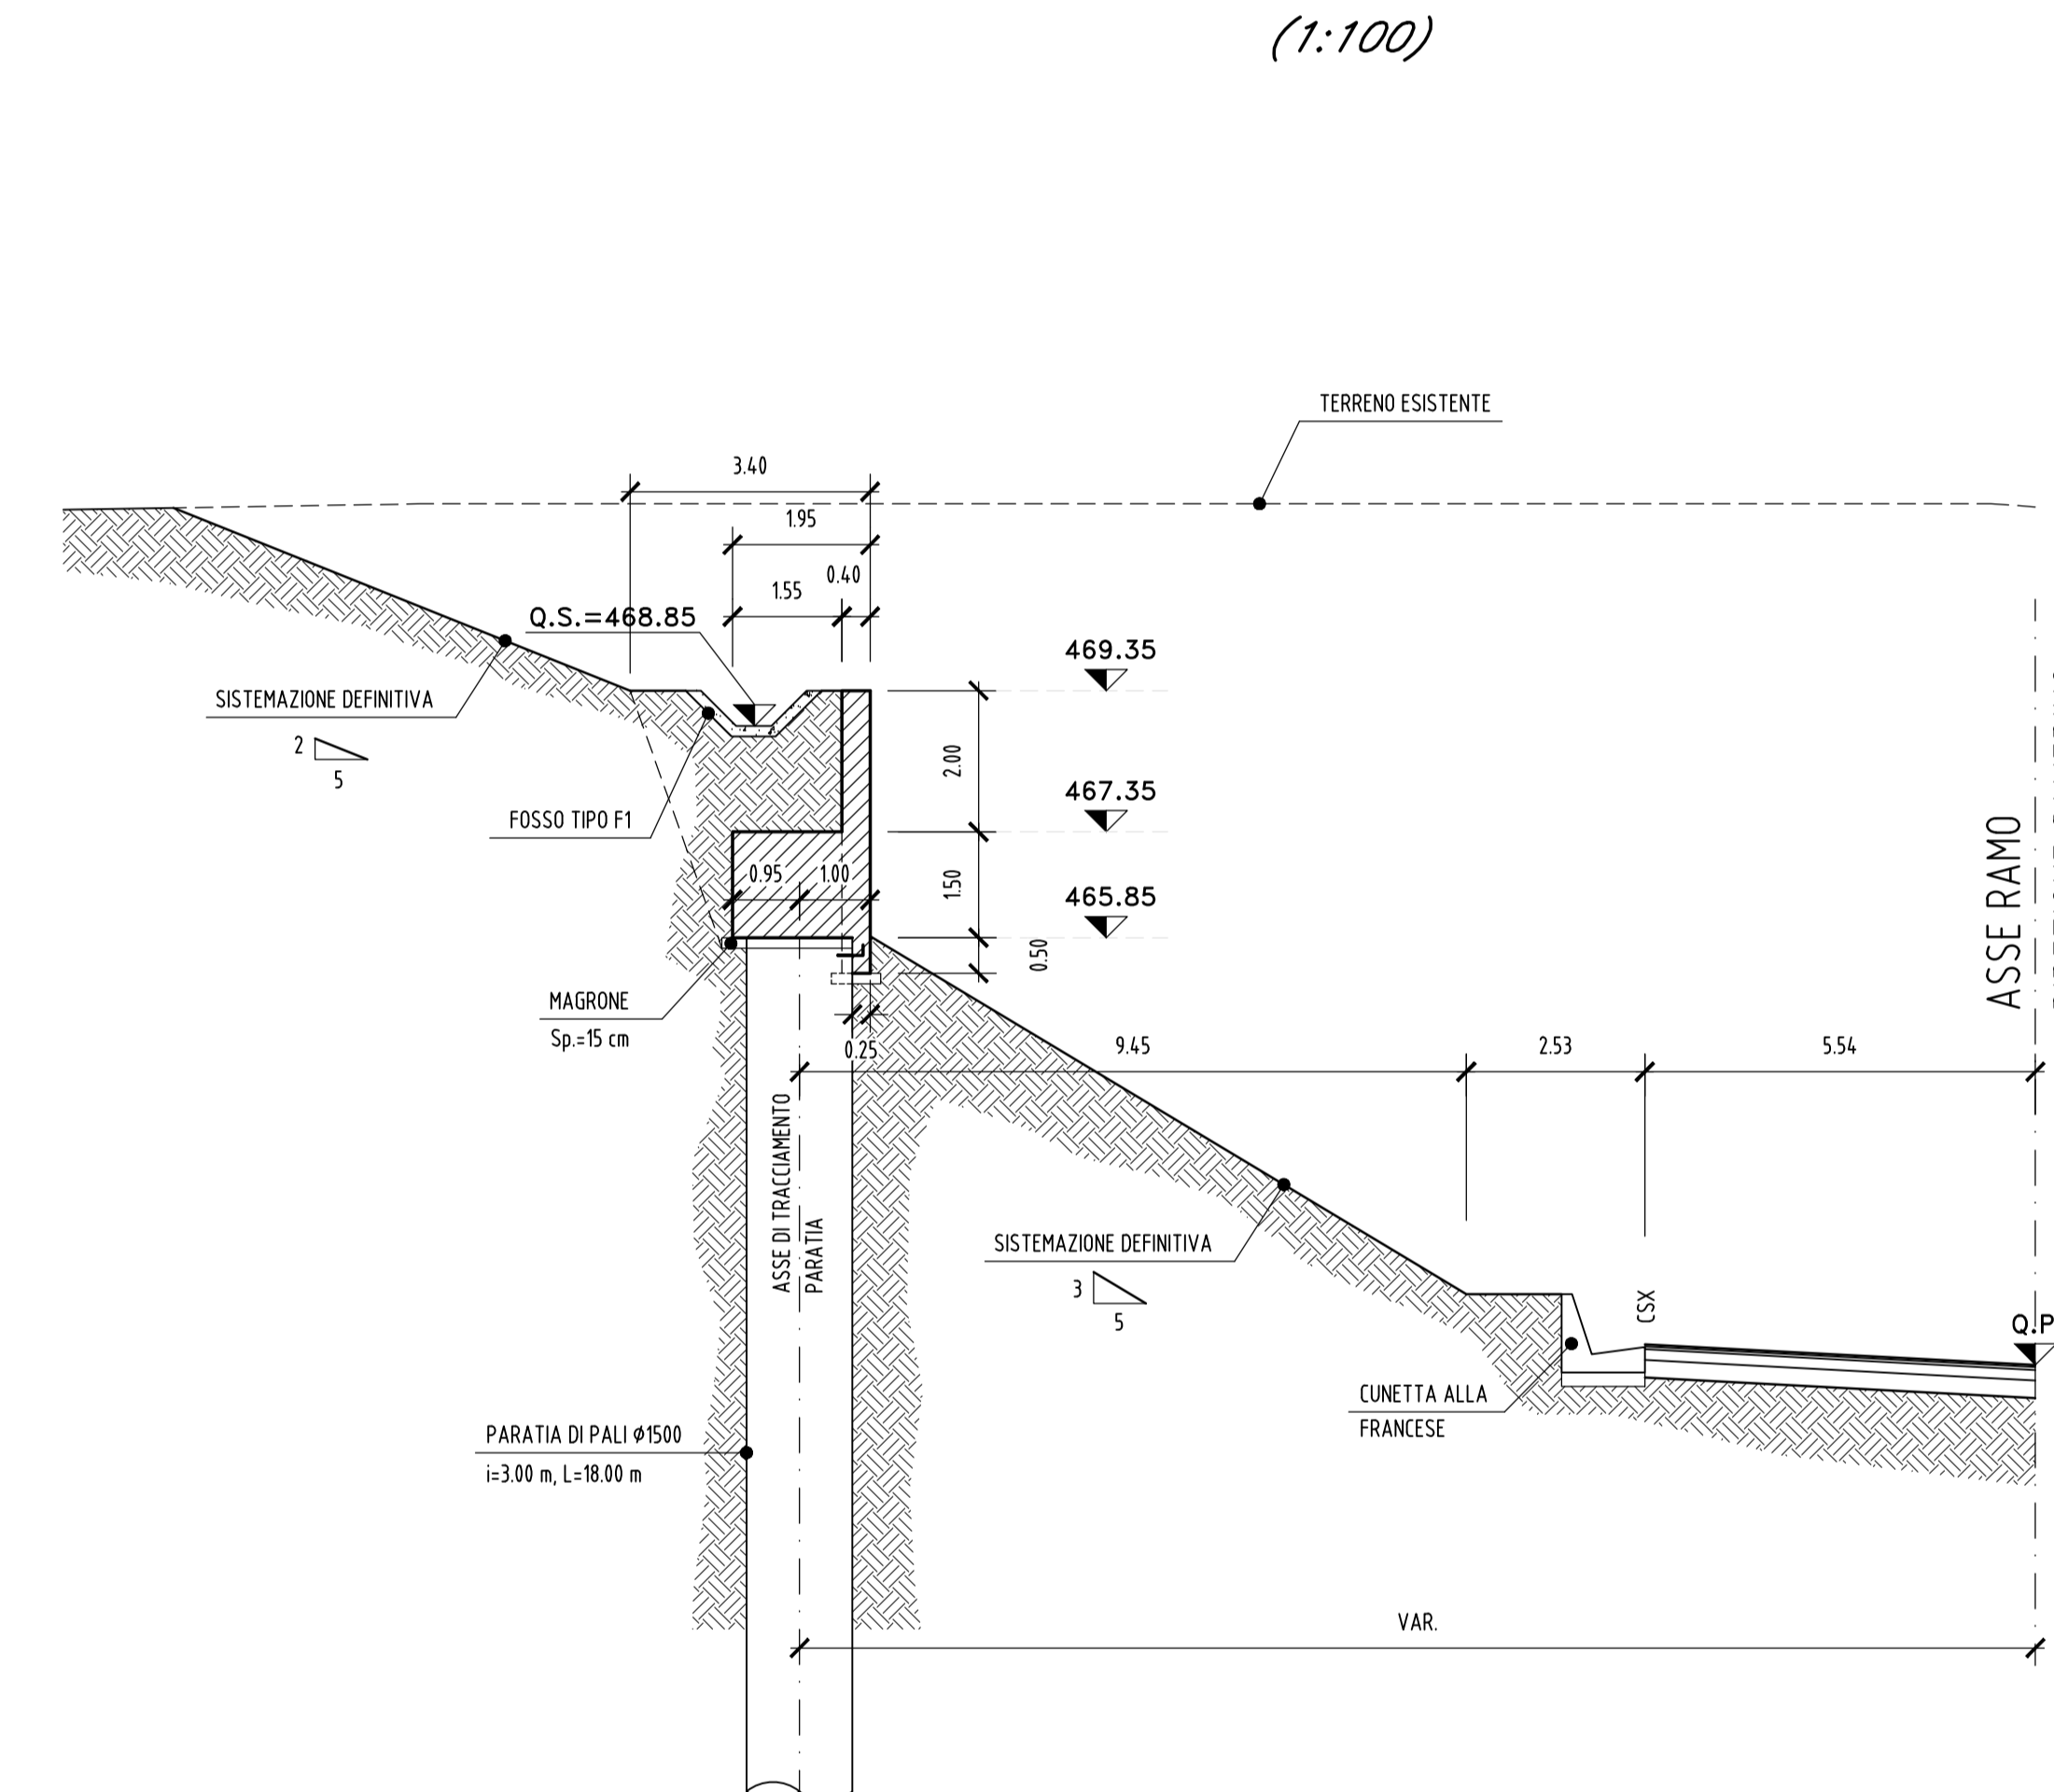 (1:100)
TERRENO ESISTENTE
3.40
1.95
0.40
1.55
Q.S.=468.85
469.35
SISTEMAZIONE DEFINITIVA
2
5
2.00
467.35
FOSSO TIPO F1
0.95
1.00
1.50
465.85
0.50
MAGRONE
Sp.=15 cm
0.25
9.45
2.53
5.54
ASSE RAMO
ASSE DI TRACCIAMENTO
PARATIA
SISTEMAZIONE DEFINITIVA
3
5
CSX
Q.P
CUNETTA ALLA
FRANCESE
PARATIA DI PALI ϕ1500
i=3.00 m, L=18.00 m
VAR.